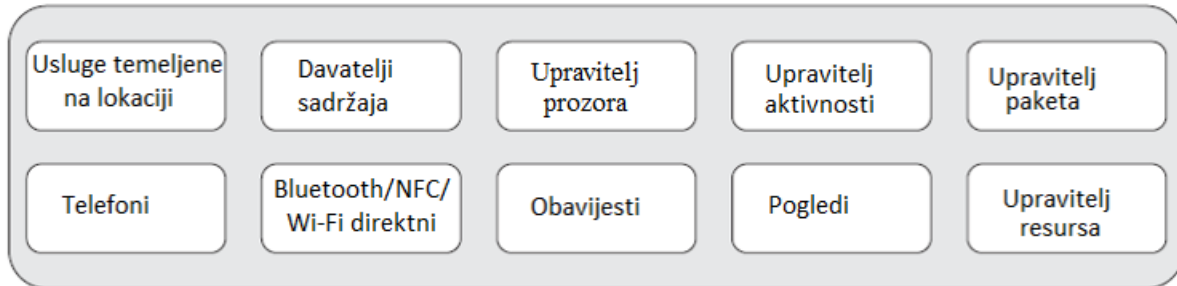 Usluge temeljene
na lokaciji
Davatelji
sadržaja
Upravitelj
prozora
Upravitelj
aktivnosti
Upravitelj
paketa
Telefoni
Bluetooth/NFC/
Wi-Fi direktni
Obavijesti
Pogledi
Upravitelj
resursa